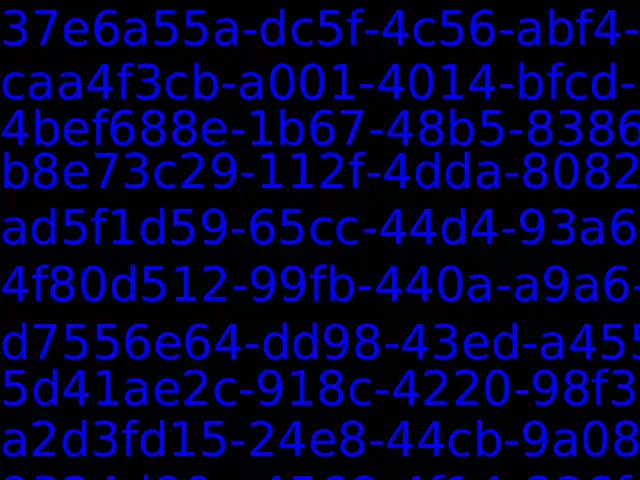 37e6a55a-dc5f-4c56-abf4-
caa4f3cb-a001-4014-bfcd-
4bef688e-1b67-48b5-8386
b8e73c29-112f-4dda-8082
ad5f1d59-65cc-44d4-93a6
4f80d512-99fb-440a-a9a6-
d7556e64-dd98-43ed-a455
5d41ae2c-918c-4220-98f3
a2d3fd15-24e8-44cb-9a08